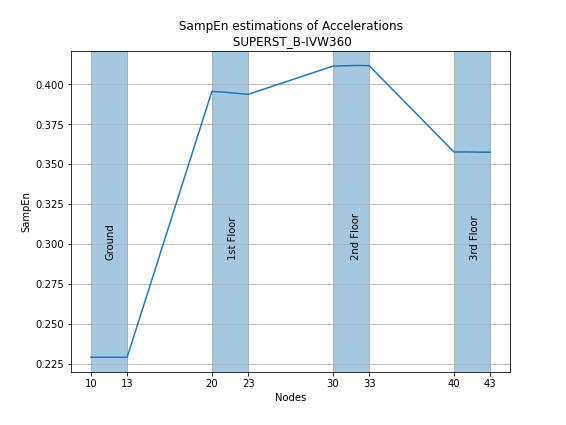 SampEn estimations of Accelerations
SUPERST_B-IVW360
SampEn
0.400
0.375
0.350
0.325
0.300
0.275
0.250
0.225
Ground
1st Floor
2nd Floor
3rd Floor
10 13 20 23 30 33 40 43
Nodes